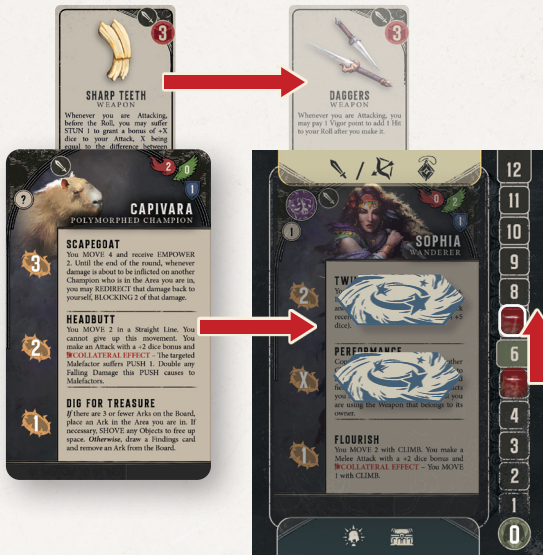 3
SHARP TEETH
WEAPON
Whenever you are Attacking,
before the Roll, you may suffer
STUN 1 to grant a bonus of +X
dice to your Attack, X being
equal to the difference between
3
DAGGERS
WEAPON
Whenever you are Attacking, you
may pay 1 Vigor point to add 1 Hit
to your Roll after you make it.
2
0
1
?
CAPIVARA
POLYMORPHED CHAMPION
3
SCAPEGOAT
You MOVE 4 and receive EMPOWER
2. Until the end of the round, whenever
damage is about to be inflicted on another
Champion who is in the Area you are in,
you may REDIRECT that damage back to
yourself, BLOCKING 2 of that damage.
2
HEADBUTT
You MOVE 2 in a Straight Line. You
cannot give up this movement. You
make an Attack with a +2 dice bonus and
COLLATERAL EFFECT – The targeted
Malefactor suffers PUSH 1. Double any
Falling Damage this PUSH causes to
Malefactors.
1
DIG FOR TREASURE
If there are 3 or fewer Arks on the Board,
place an Ark in the Area you are in. If
necessary, SHOVE any Objects to free up
space. Otherwise, draw a Findings card
and remove an Ark from the Board.
/
0
2
1
1
SOPHIA
WANDERER
2
dice).
X
PERFORMANCE
are using the Weapon that belongs to its
owner.
1
FLOURISH
You MOVE 2 with CLIMB. You make a
Melee Attack with a +2 dice bonus and
COLLATERAL EFFECT – You MOVE
1 with CLIMB.
12
11
10
9
8
6
4
3
2
1
0